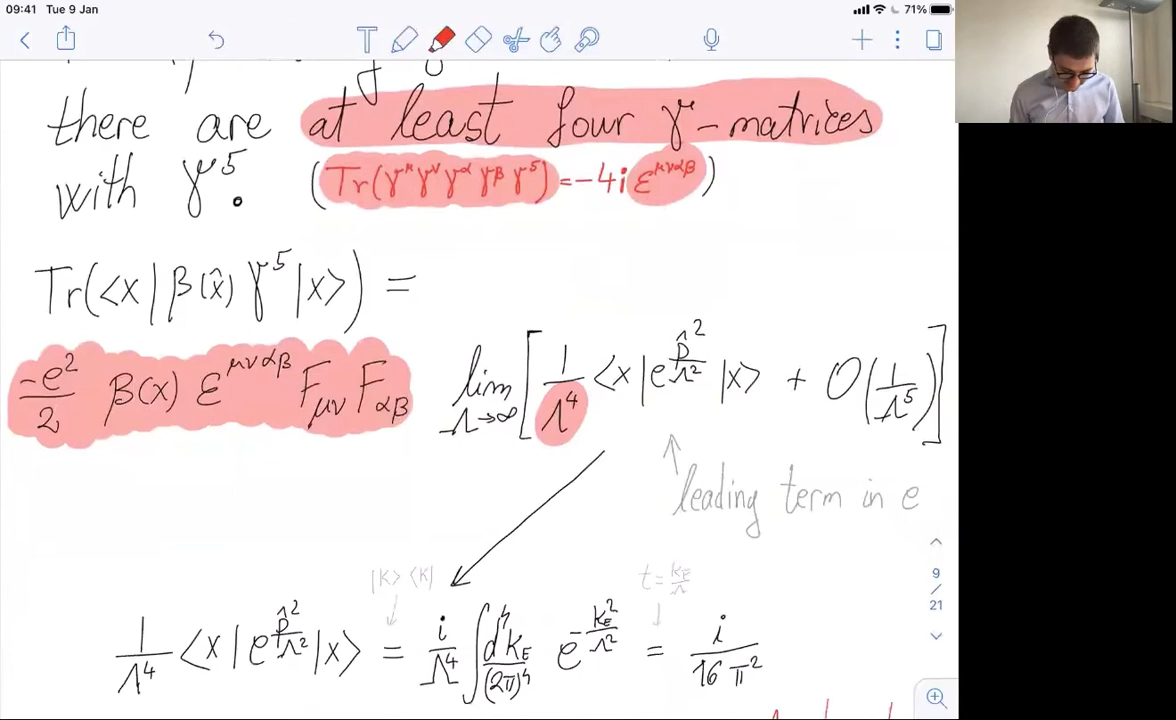 09:41 Tue 9 Jan
71%
there are at least four γ-matrices
with γ⁵. (Tr(γ^μ γ^ν γ^α γ^β γ⁵) = -4i ε^{μναβ})
Tr(⟨x|β(x̂)γ⁵|x⟩) =
-e²/2 β(x) ε^{μναβ} F_{μν} F_{αβ} lim_{Λ→∞} [1/Λ⁴ ⟨x|e^{p̂²/Λ²}|x⟩ + O(1/Λ⁵)]
↑
leading term in e
|K⟩⟨K| t = k_E/Λ
↓ ↓
1/Λ⁴ ⟨x|e^{p̂²/Λ²}|x⟩ = i/Λ⁴ ∫ d⁴k_E/(2π)⁴ e^{-k_E²/Λ²} = i/16π²
9
/
21